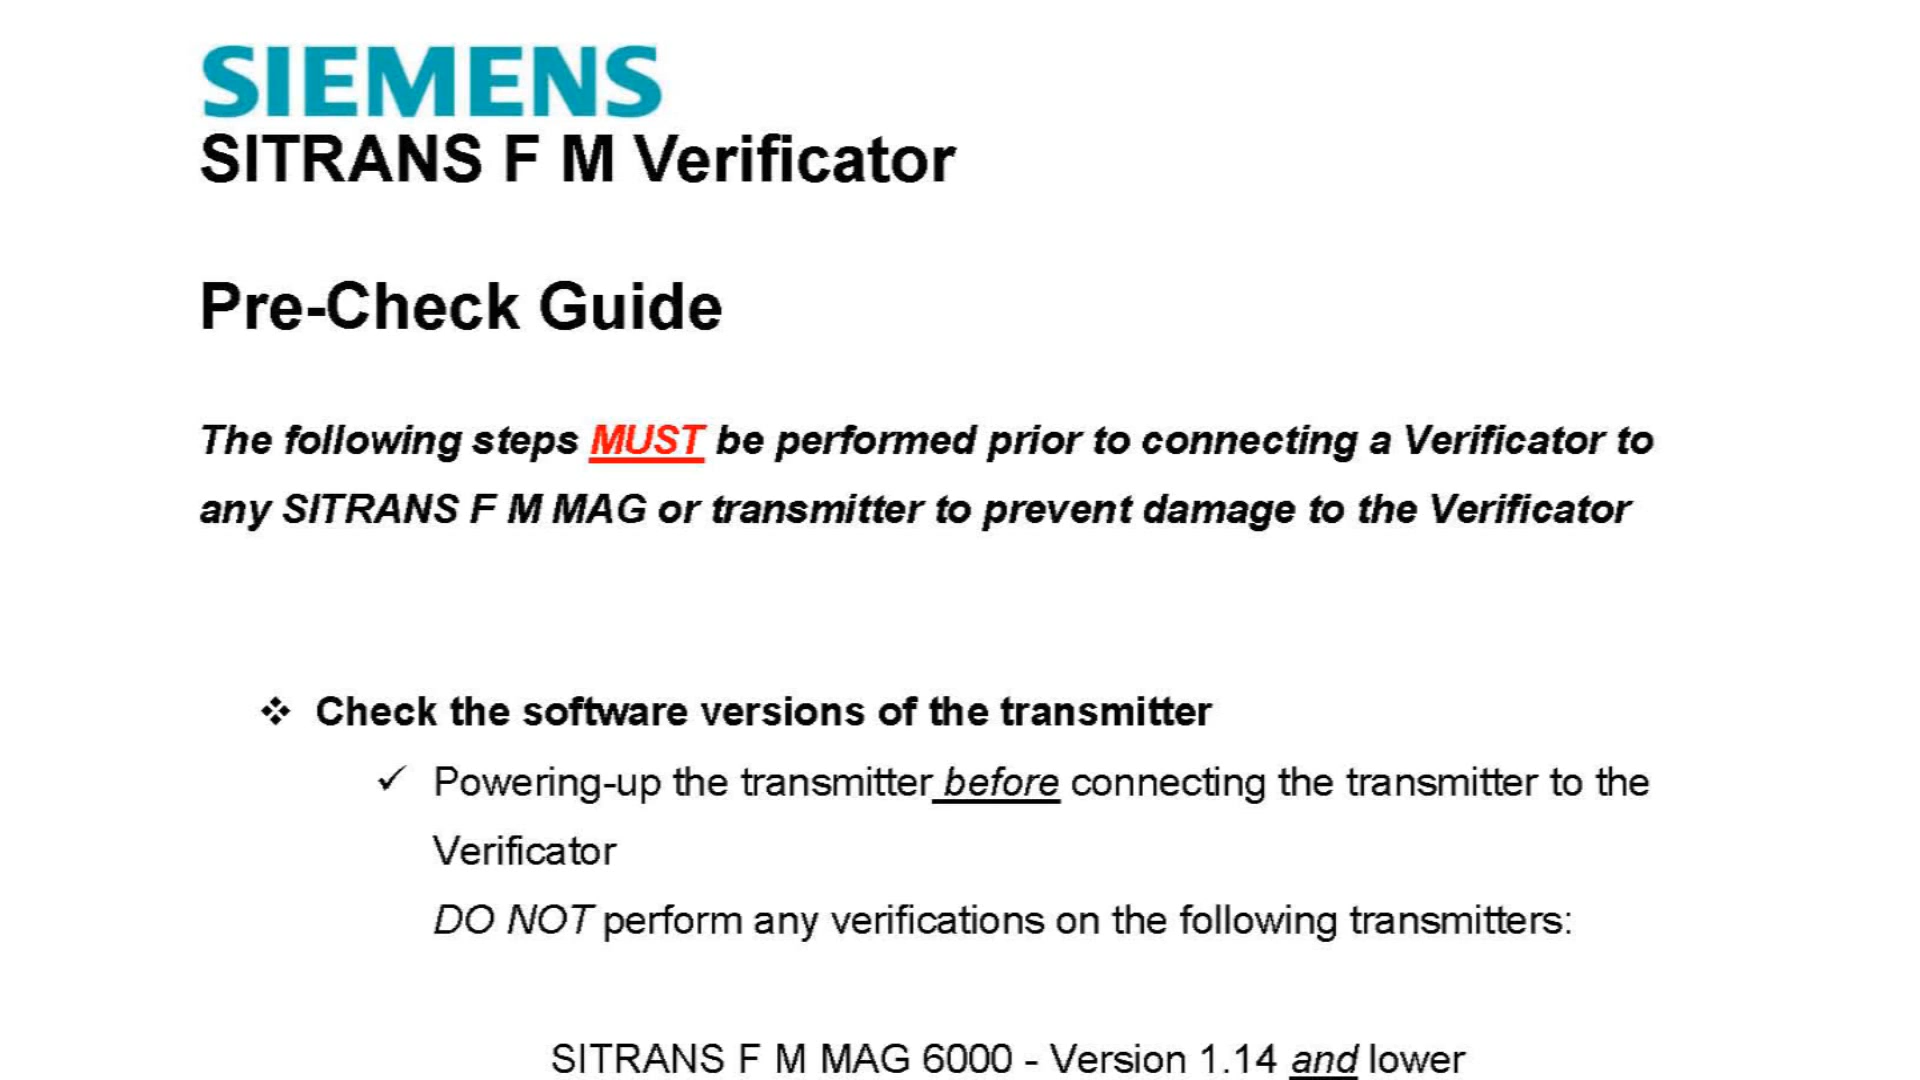 SIEMENS
SITRANS F M Verificator
Pre-Check Guide
The following steps MUST be performed prior to connecting a Verificator to
any SITRANS F M MAG or transmitter to prevent damage to the Verificator
❖ Check the software versions of the transmitter
✓ Powering-up the transmitter before connecting the transmitter to the
Verificator
DO NOT perform any verifications on the following transmitters:
SITRANS F M MAG 6000 - Version 1.14 and lower